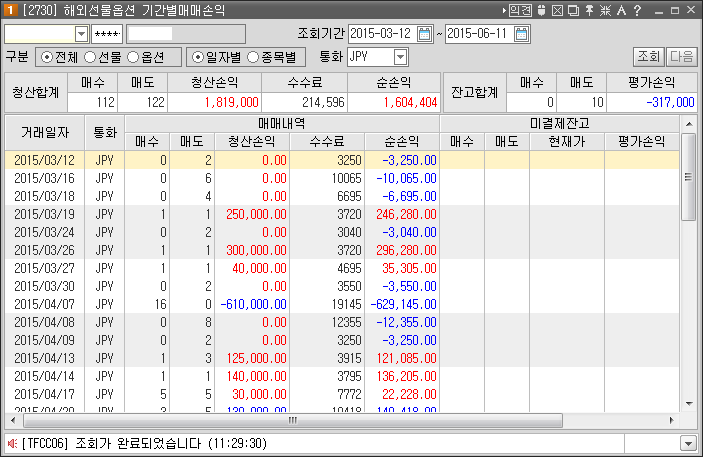 1 [2730] 해외선물옵션 기간별매매손익 의견 A ?
**** 조회기간 2015-03-12 ~ 2015-06-11
구분 전체 선물 옵션 일자별 종목별 통화 JPY 조회 다음
청산합계 매수 매도 청산손익 수수료 순손익 잔고합계 매수 매도 평가손익
112 122 1,819,000 214,596 1,604,404 0 10 -317,000
거래일자 통화 매매내역 미결제잔고
매수 매도 청산손익 수수료 순손익 매수 매도 현재가 평가손익
2015/03/12 JPY 0 2 0.00 3250 -3,250.00
2015/03/16 JPY 0 6 0.00 10065 -10,065.00
2015/03/18 JPY 0 4 0.00 6695 -6,695.00
2015/03/19 JPY 1 1 250,000.00 3720 246,280.00
2015/03/24 JPY 0 2 0.00 3040 -3,040.00
2015/03/26 JPY 1 1 300,000.00 3720 296,280.00
2015/03/27 JPY 1 1 40,000.00 4695 35,305.00
2015/03/30 JPY 0 2 0.00 3550 -3,550.00
2015/04/07 JPY 16 0 -610,000.00 19145 -629,145.00
2015/04/08 JPY 0 8 0.00 12355 -12,355.00
2015/04/09 JPY 0 2 0.00 3250 -3,250.00
2015/04/13 JPY 1 3 125,000.00 3915 121,085.00
2015/04/14 JPY 1 1 140,000.00 3795 136,205.00
2015/04/17 JPY 5 5 30,000.00 7772 22,228.00
2015/04/20 JPY 3 5
[TFCC06] 조회가 완료되었습니다 (11:29:30)